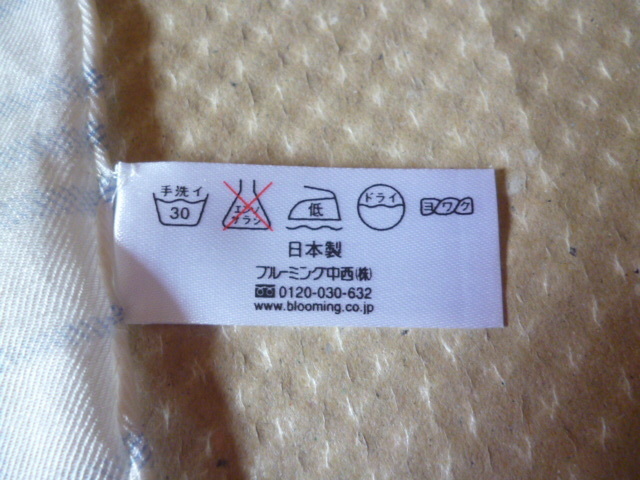 手洗イ
30
エンソ
サラシ
低
ドライ
ヨワク
日本製
ブルーミング中西(株)
0120-030-632
www.blooming.co.jp